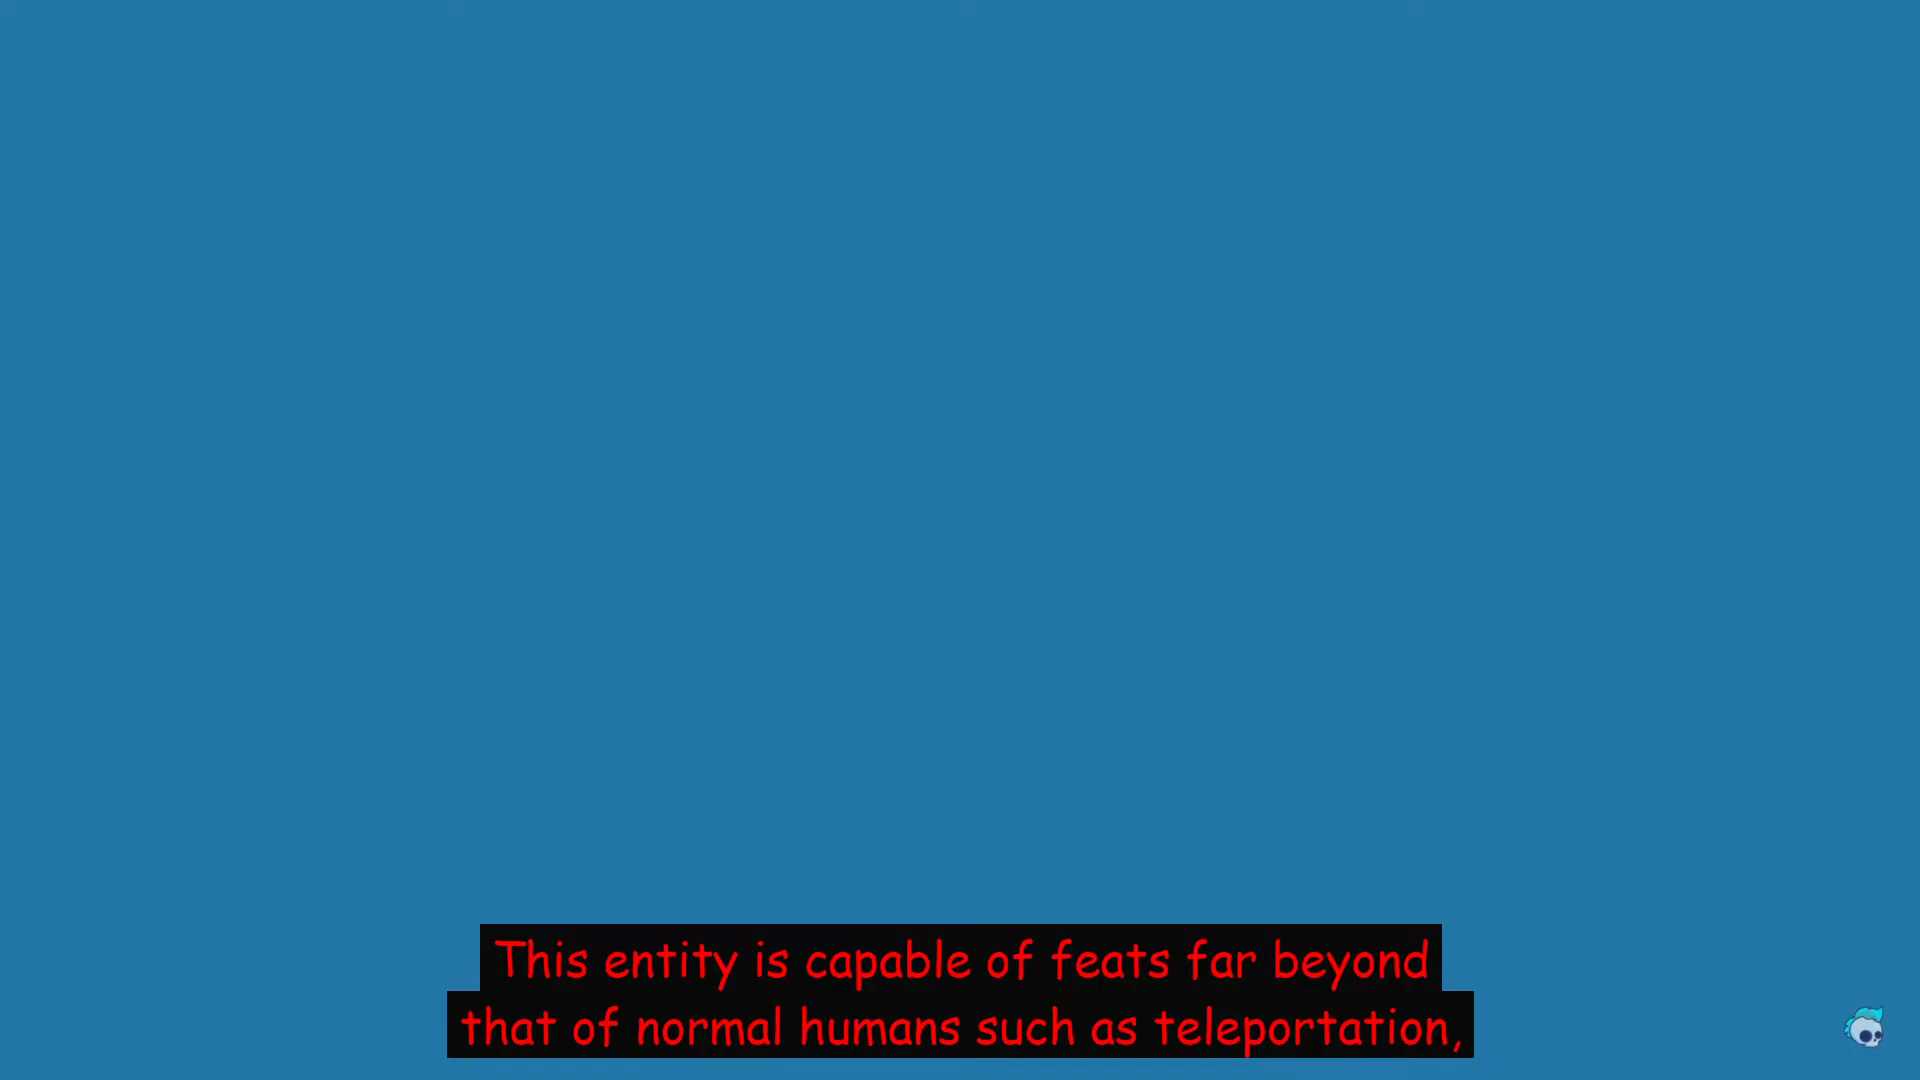 This entity is capable of feats far beyond
that of normal humans such as teleportation,